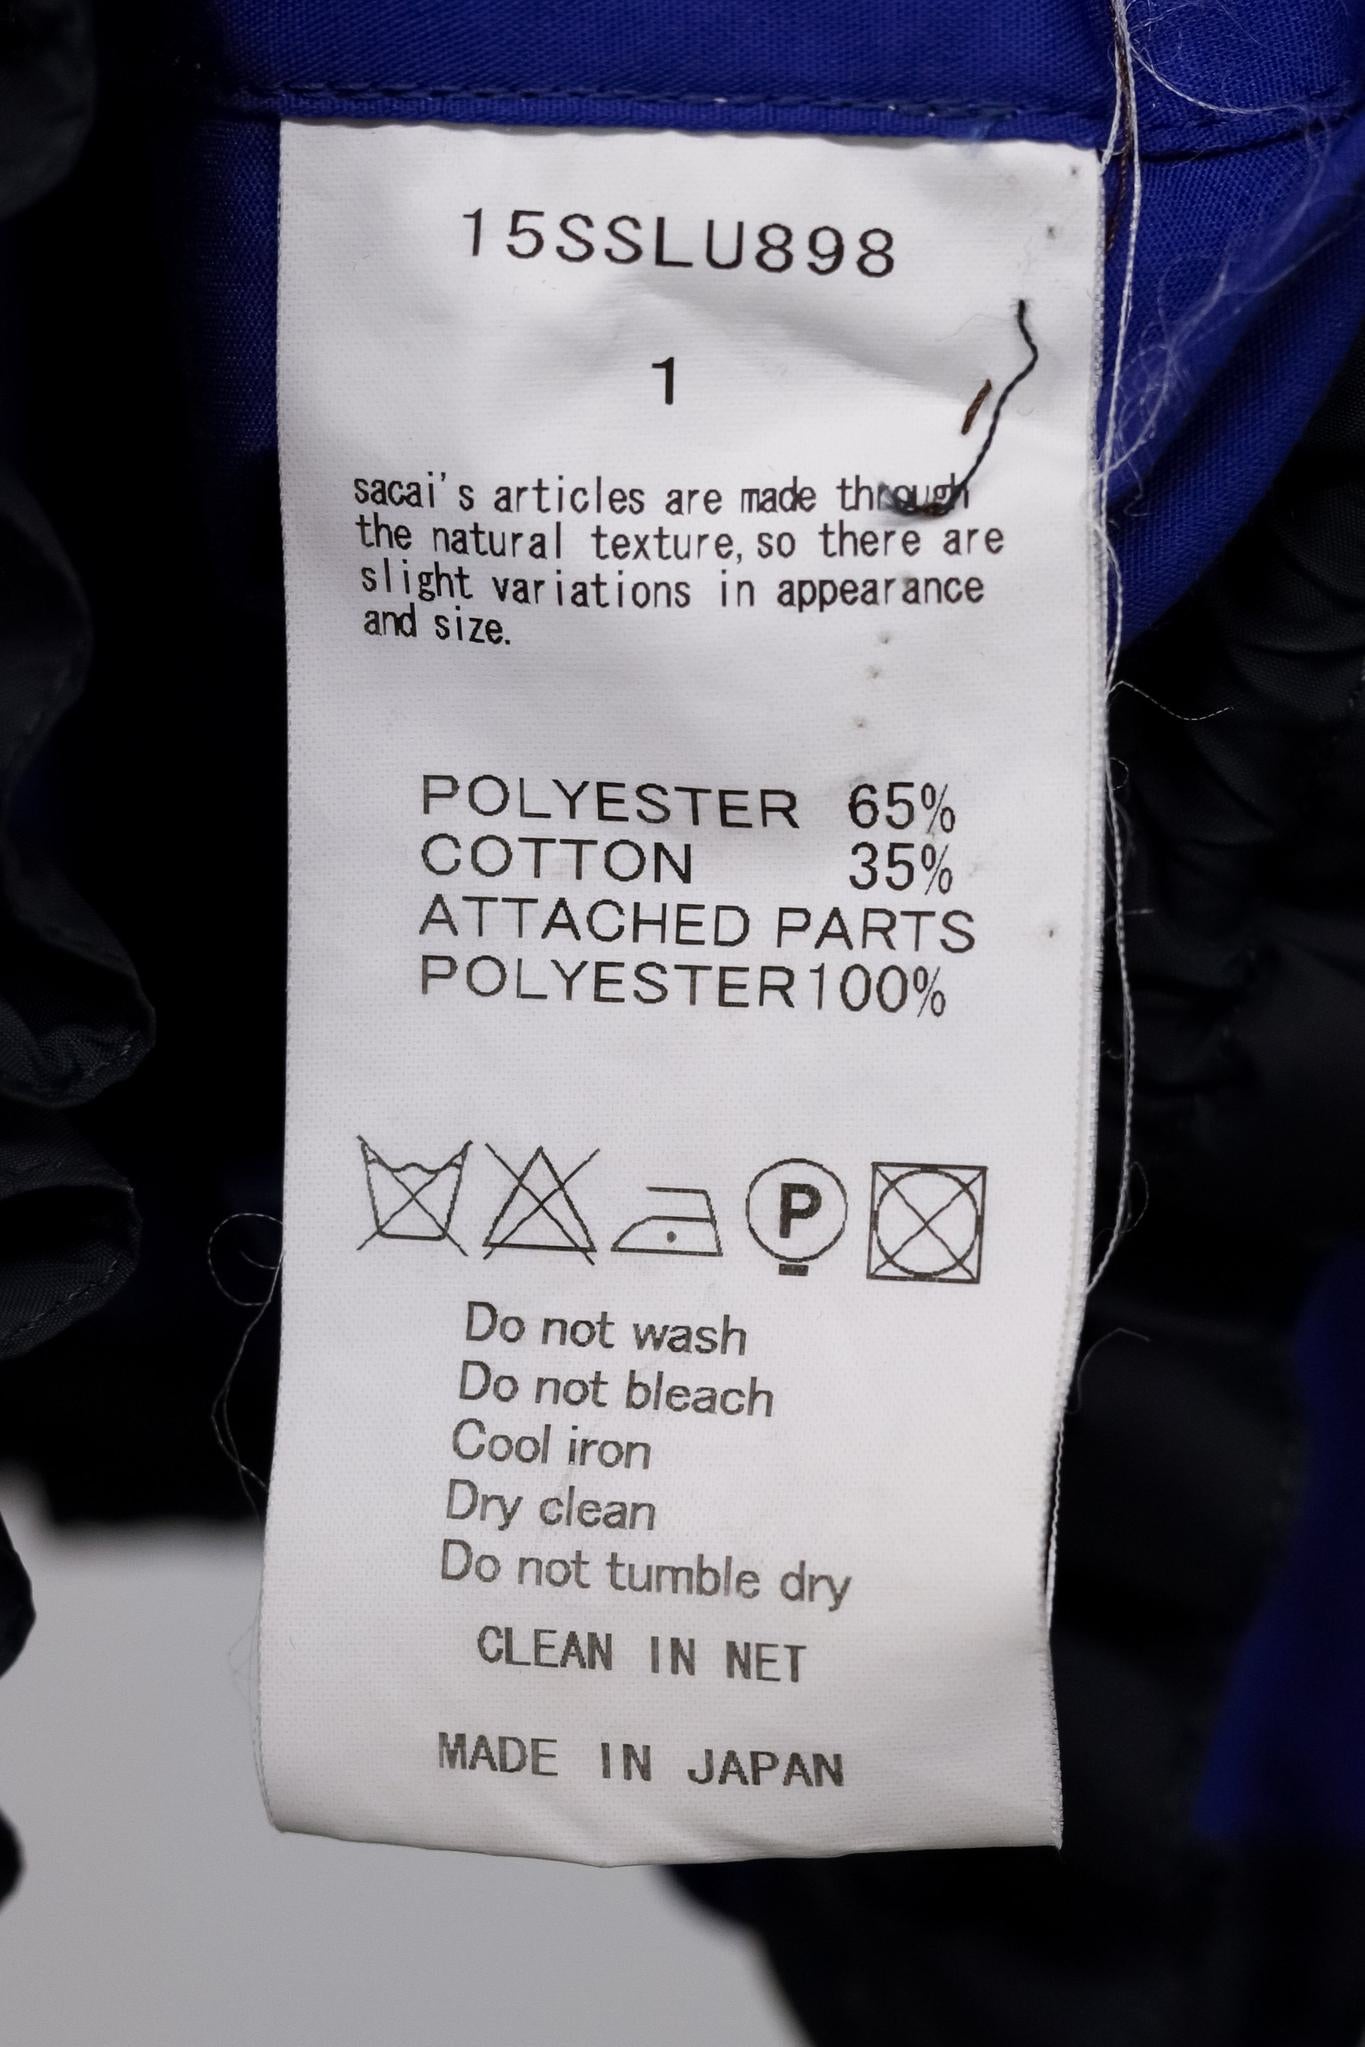 15SSLU898
1
sacai's articles are made through
the natural texture, so there are
slight variations in appearance
and size.
POLYESTER 65%
COTTON 35%
ATTACHED PARTS
POLYESTER 100%
P
Do not wash
Do not bleach
Cool iron
Dry clean
Do not tumble dry
CLEAN IN NET
MADE IN JAPAN